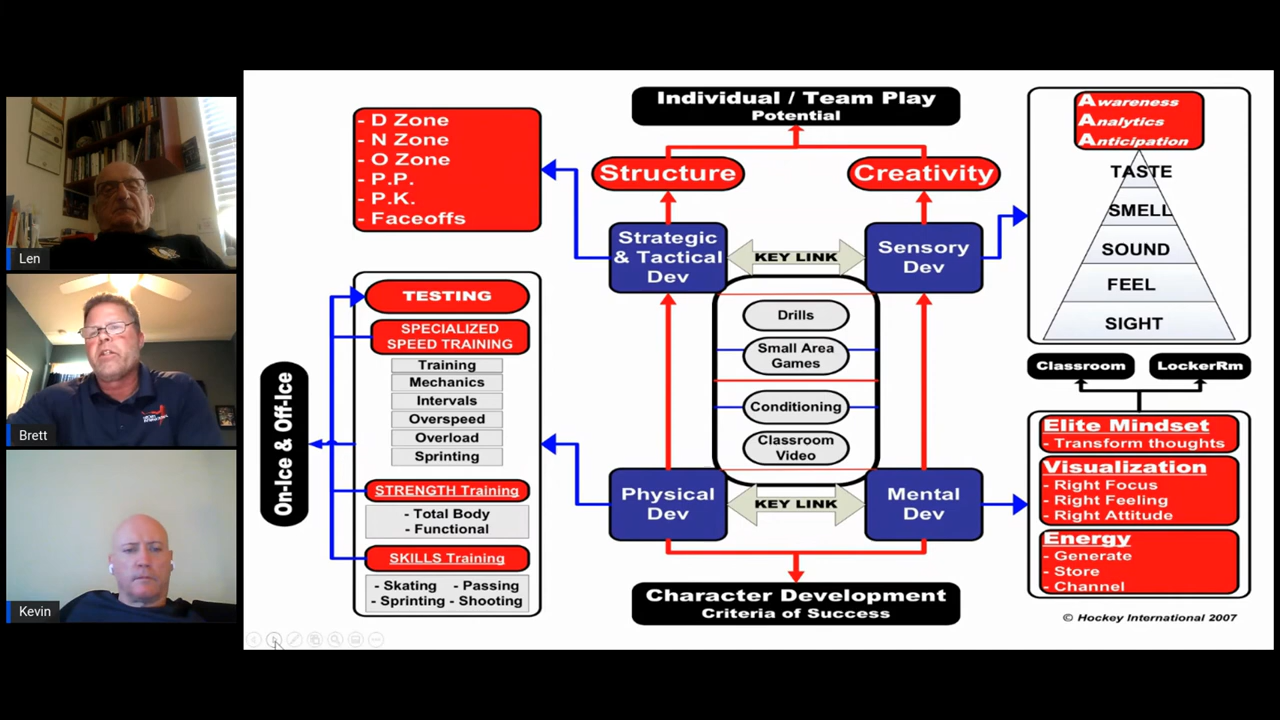 Len
Brett
Kevin
- D Zone
- N Zone
- O Zone
- P.P.
- P.K.
- Faceoffs
On-Ice & Off-Ice
TESTING
SPECIALIZED
SPEED TRAINING
Training
Mechanics
Intervals
Overspeed
Overload
Sprinting
STRENGTH Training
- Total Body
- Functional
SKILLS Training
- Skating - Passing
- Sprinting - Shooting
Individual / Team Play
Potential
Structure
Creativity
Strategic
& Tactical
Dev
KEY LINK
Sensory
Dev
Drills
Small Area
Games
Conditioning
Classroom
Video
Physical
Dev
KEY LINK
Mental
Dev
Character Development
Criteria of Success
Awareness
Analytics
Anticipation
TASTE
SMELL
SOUND
FEEL
SIGHT
Classroom
LockerRm
Elite Mindset
- Transform thoughts
Visualization
- Right Focus
- Right Feeling
- Right Attitude
Energy
- Generate
- Store
- Channel
© Hockey International 2007